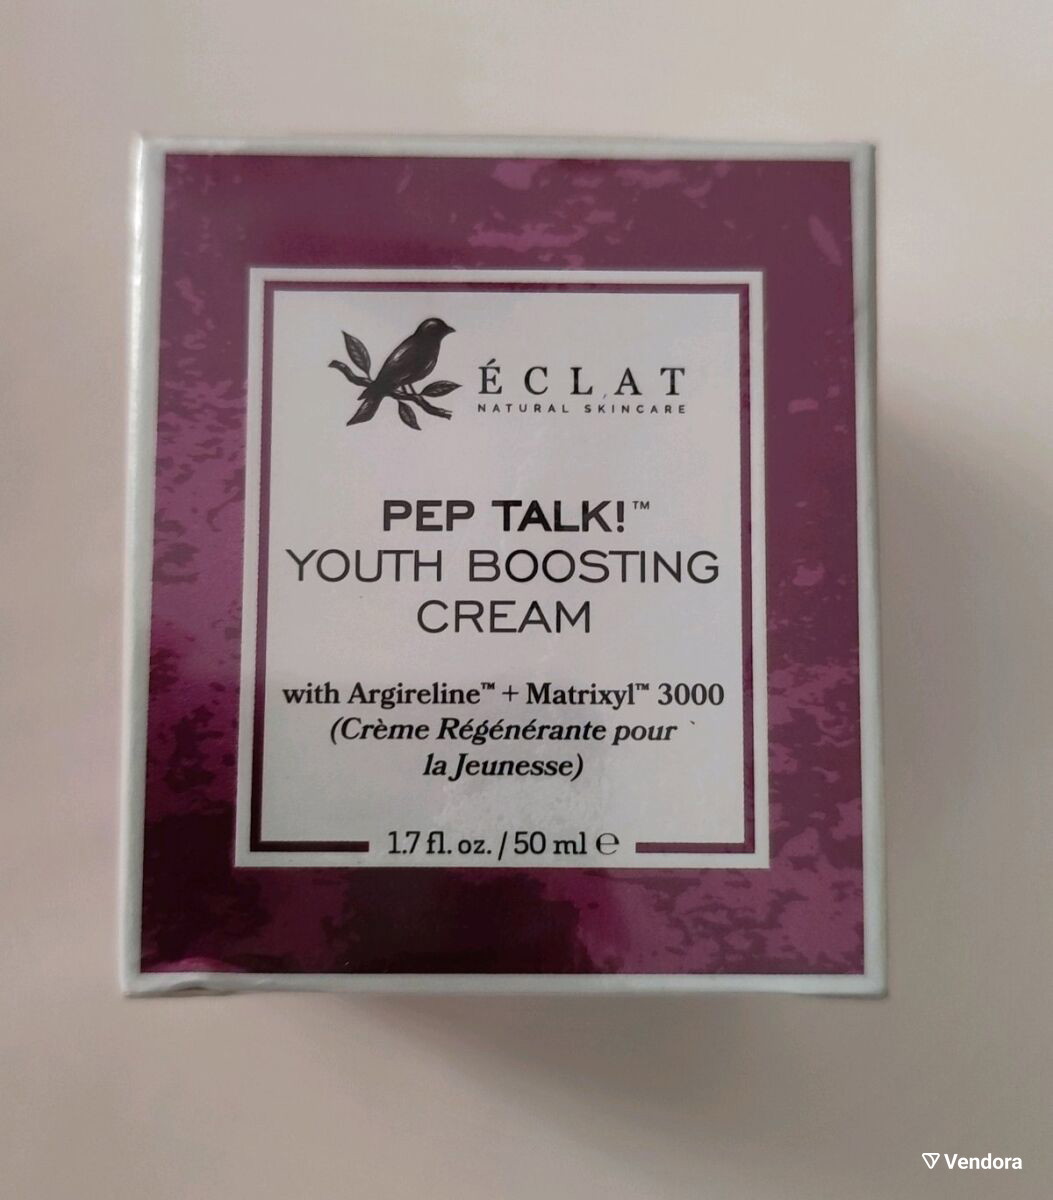 ÉCLAT
NATURAL SKINCARE
PEP TALK!™
YOUTH BOOSTING
CREAM
with Argireline™ + Matrixyl™ 3000
(Crème Régénérante pour
la Jeunesse)
1.7 fl. oz. / 50 ml ℮
Vendora